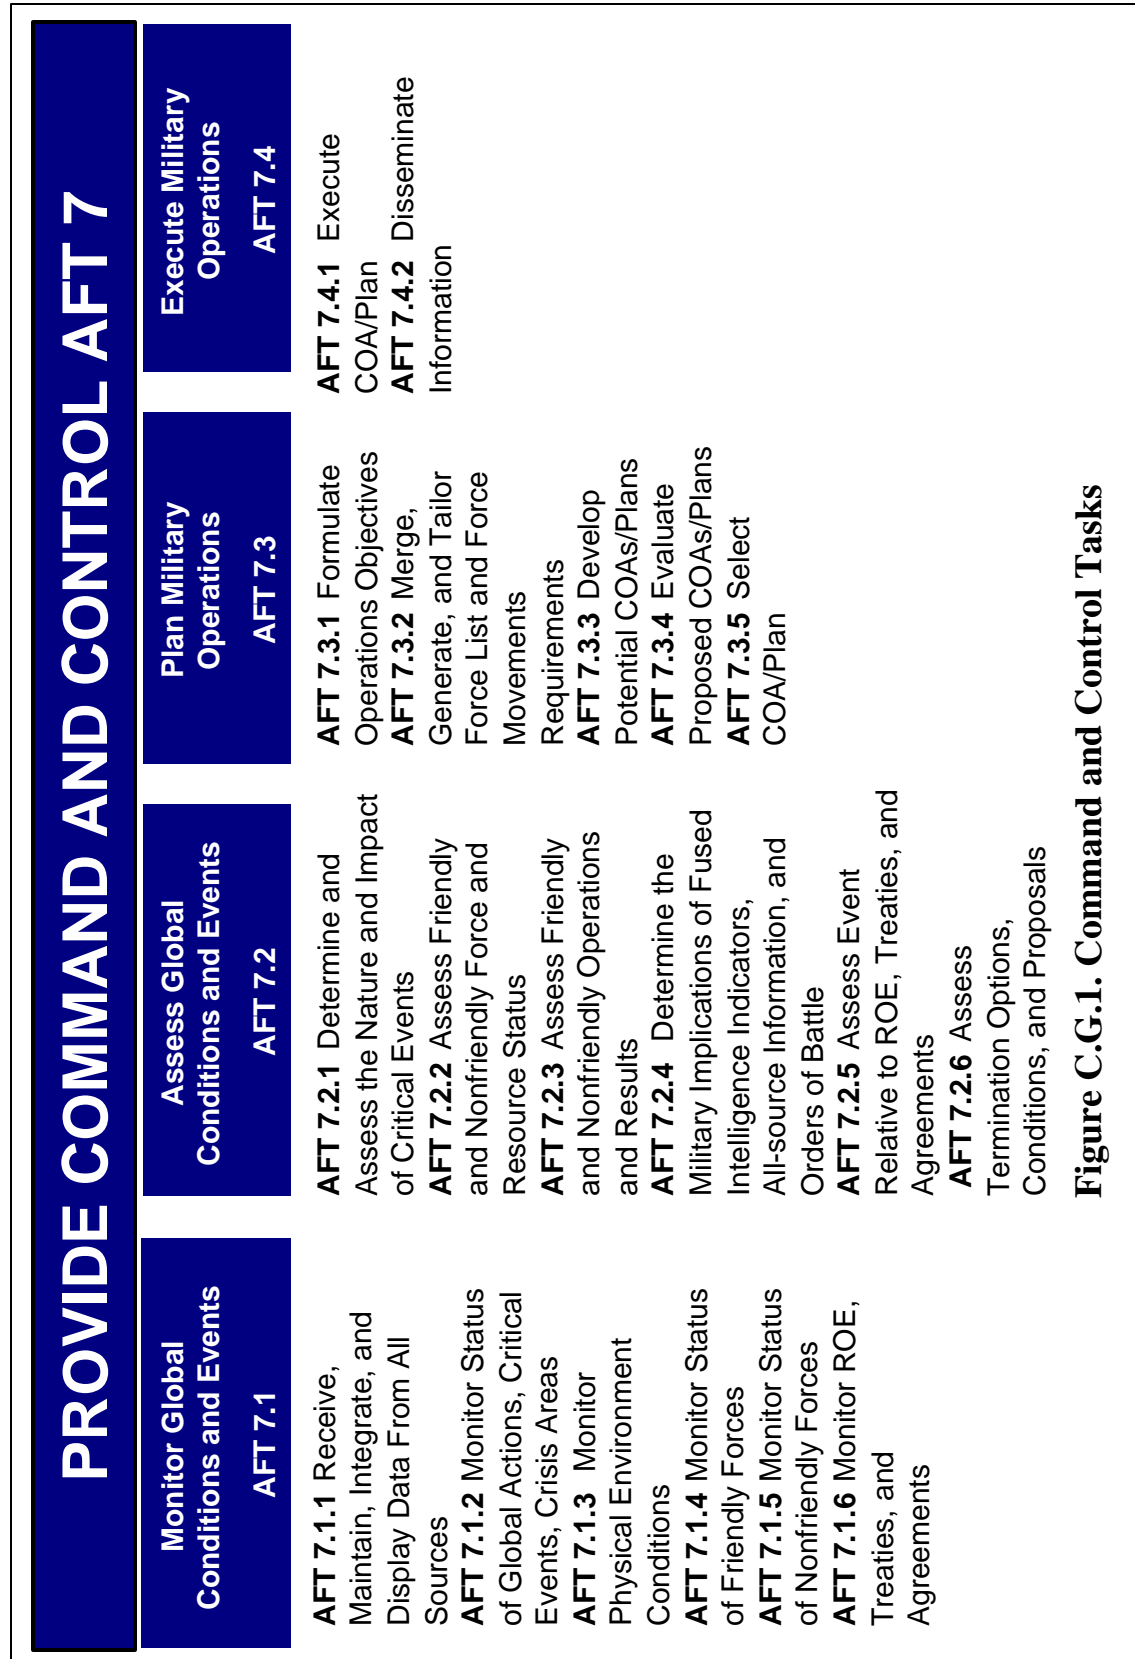 PROVIDE COMMAND AND CONTROL AFT 7
Monitor Global
Conditions and Events
AFT 7.1
AFT 7.1.1 Receive,
Maintain, Integrate, and
Display Data From All
Sources
AFT 7.1.2 Monitor Status
of Global Actions, Critical
Events, Crisis Areas
AFT 7.1.3 Monitor
Physical Environment
Conditions
AFT 7.1.4 Monitor Status
of Friendly Forces
AFT 7.1.5 Monitor Status
of Nonfriendly Forces
AFT 7.1.6 Monitor ROE,
Treaties, and
Agreements
Assess Global
Conditions and Events
AFT 7.2
AFT 7.2.1 Determine and
Assess the Nature and Impact
of Critical Events
AFT 7.2.2 Assess Friendly
and Nonfriendly Force and
Resource Status
AFT 7.2.3 Assess Friendly
and Nonfriendly Operations
and Results
AFT 7.2.4 Determine the
Military Implications of Fused
Intelligence Indicators,
All-source Information, and
Orders of Battle
AFT 7.2.5 Assess Event
Relative to ROE, Treaties, and
Agreements
AFT 7.2.6 Assess
Termination Options,
Conditions, and Proposals
Plan Military
Operations
AFT 7.3
AFT 7.3.1 Formulate
Operations Objectives
AFT 7.3.2 Merge,
Generate, and Tailor
Force List and Force
Movements
Requirements
AFT 7.3.3 Develop
Potential COAs/Plans
AFT 7.3.4 Evaluate
Proposed COAs/Plans
AFT 7.3.5 Select
COA/Plan
Execute Military
Operations
AFT 7.4
AFT 7.4.1 Execute
COA/Plan
AFT 7.4.2 Disseminate
Information
Figure C.G.1. Command and Control Tasks